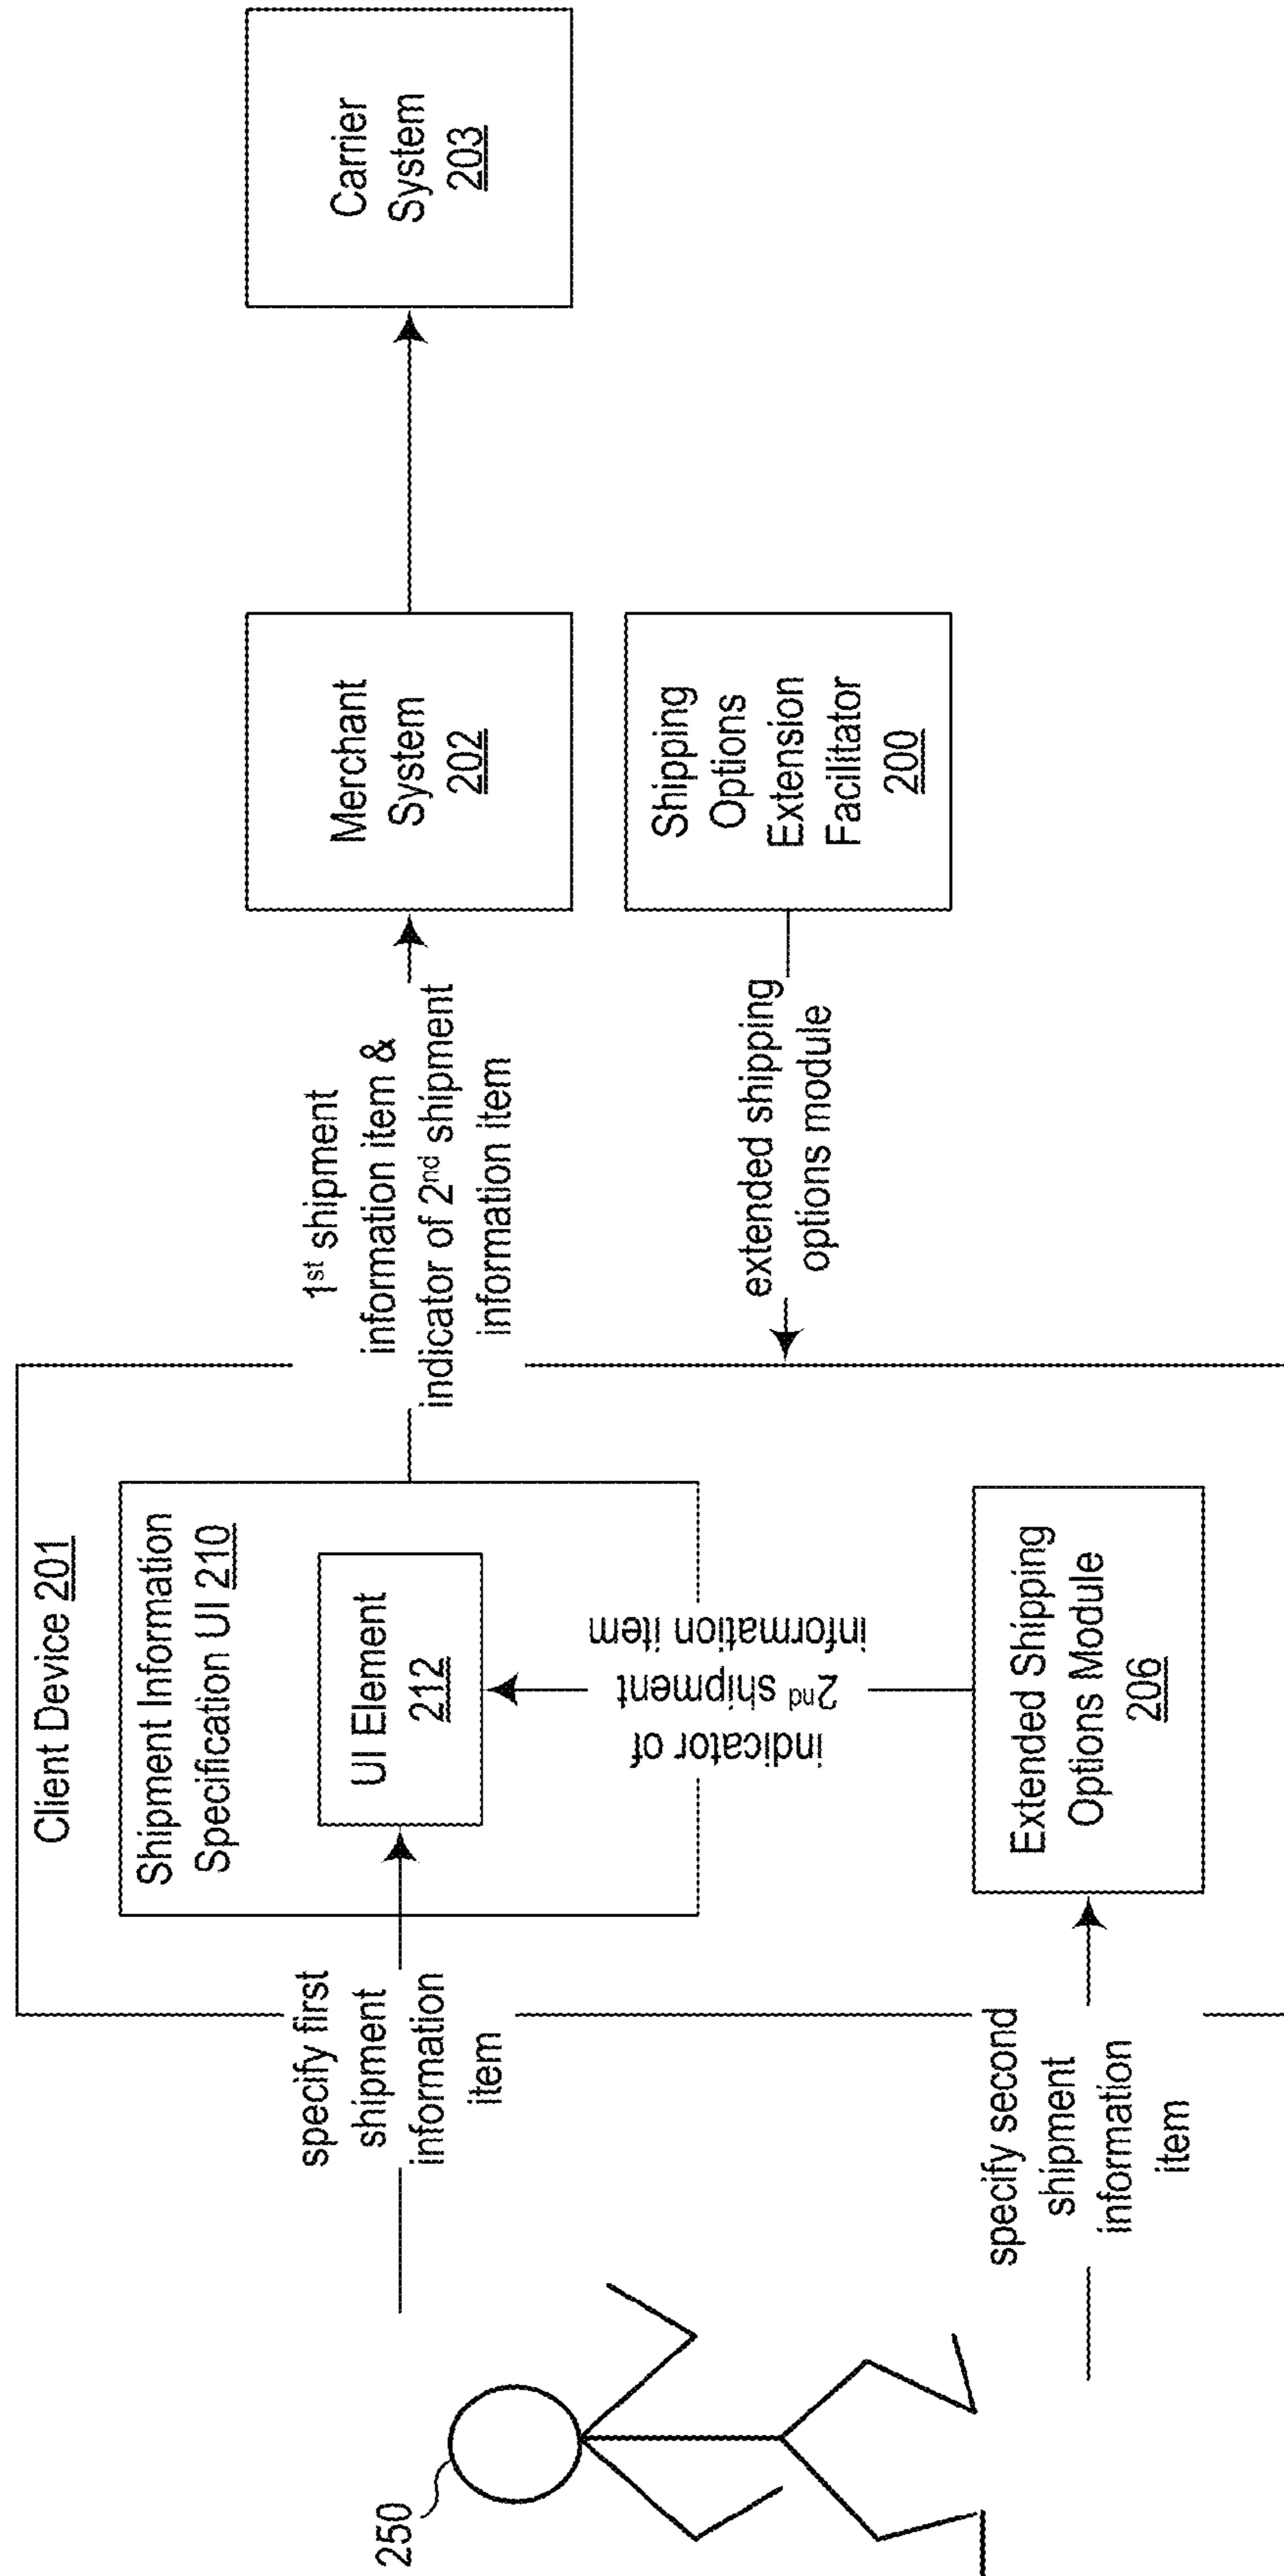 Client Device 201
Shipment Information
Specification UI 210
UI Element
212
250
specify first
shipment
information
item
indicator of
2nd shipment
information item
specify second
shipment
information
item
Extended Shipping
Options Module
206
1st shipment
information item &
indicator of 2nd shipment
information item
extended shipping
options module
Merchant
System
202
Shipping
Options
Extension
Facilitator
200
Carrier
System
203